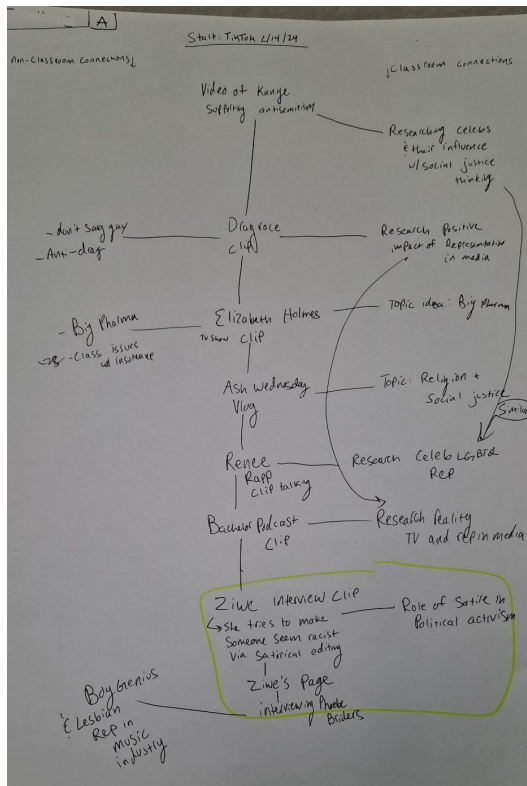 A
Start: TikTok 2/14/24
Non-Classroom Connections↓
↓Classroom connections
Video of Kanye
supporting antisemitism
Researching celebs
& their influence
w/social justice
thinking
- don't say gay
- Anti-drag
Dragrace
clip
Research Positive
impact of Representation
in media
- Big Pharma
- Class issues
w/ insurance
Elizabeth Holmes
TV show clip
Topic idea: Big Pharma
Ash Wednesday
Vlog
Topic: Religion +
Social justice
Renee
Rapp
clip talking
Research Celeb LGBTQ
Rep
Bachelor Podcast
Clip
Research Reality
TV and rep in media
Ziwe Interview Clip
↳She tries to make
Someone seem racist
via satirical editing
Role of Satire in
Political activism
Ziwe's Page
interviewing Phoebe
Briders
Boy Genius
& Lesbian
Rep in
music
industry